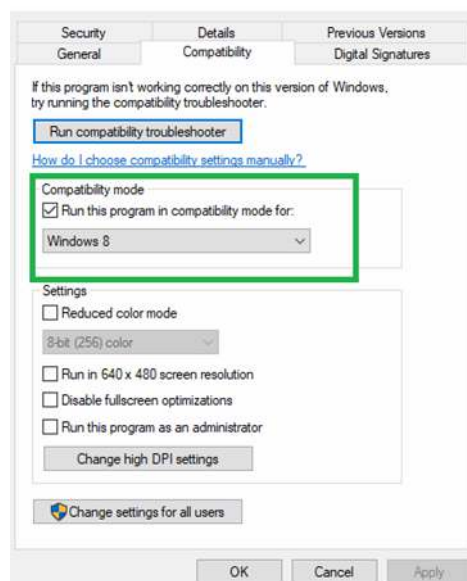 Security Details Previous Versions
General Compatibility Digital Signatures
If this program isn't working correctly on this version of Windows,
try running the compatibility troubleshooter.
Run compatibility troubleshooter
How do I choose compatibility settings manually?
Compatibility mode
Run this program in compatibility mode for:
Windows 8
Settings
Reduced color mode
8-bit (256) color
Run in 640 x 480 screen resolution
Disable fullscreen optimizations
Run this program as an administrator
Change high DPI settings
Change settings for all users
OK Cancel Apply